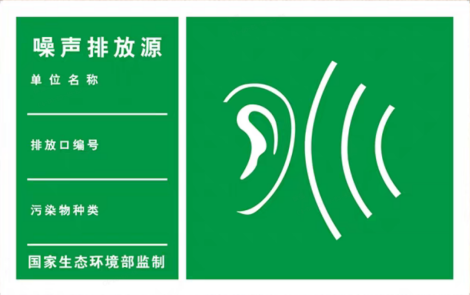 噪声排放源
单位名称
排放口编号
污染物种类
国家生态环境部监制